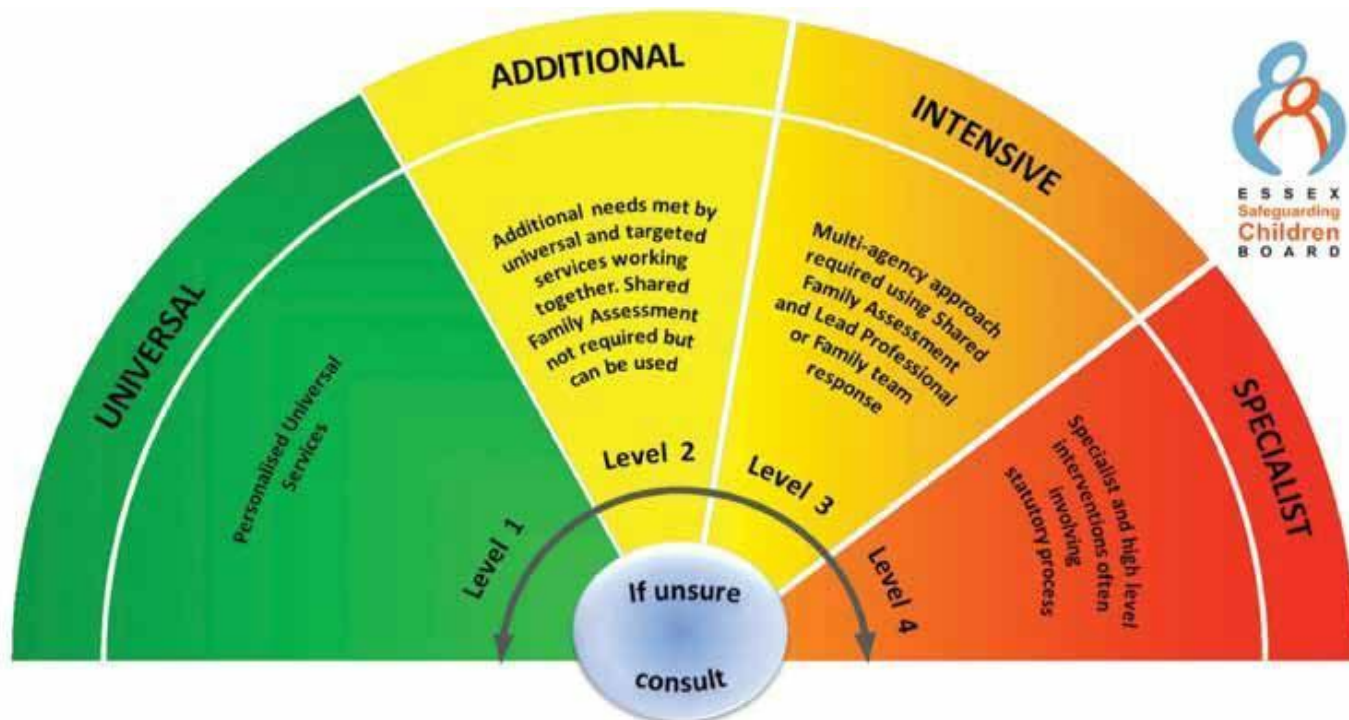 UNIVERSAL
Personalised Universal
Services
Level 1
ADDITIONAL
Additional needs met by
universal and targeted
services working
together. Shared
Family Assessment
not required but
can be used
Level 2
INTENSIVE
Multi-agency approach
required using Shared
Family Assessment
and Lead Professional
or Family team
response
Level 3
SPECIALIST
Specialist and high level
interventions often
involving
statutory process
Level 4
If unsure
consult
ESSEX
Safeguarding
Children
BOARD